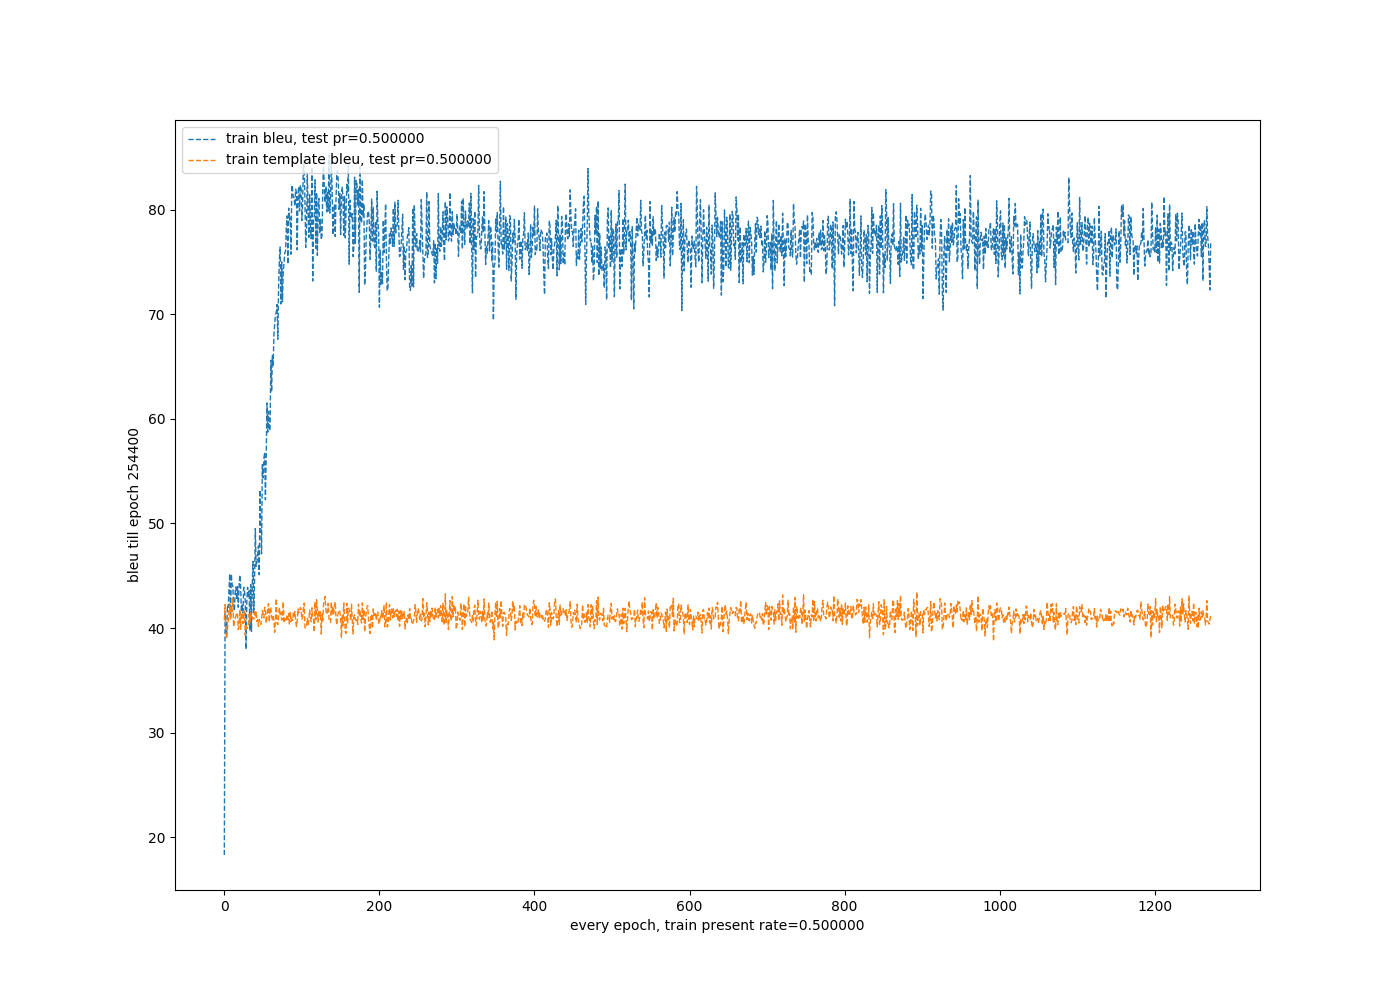 train bleu, test pr=0.500000
train template bleu, test pr=0.500000
80
70
60
50
40
30
20
bleu till epoch 254400
0 200 400 600 800 1000 1200
every epoch, train present rate=0.500000